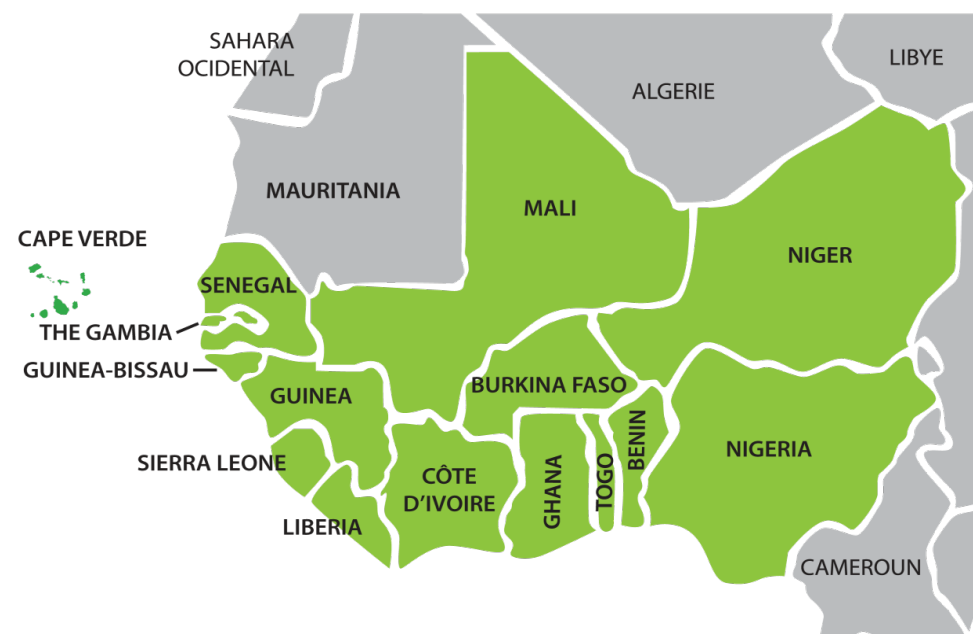 SAHARA
OCIDENTAL
LIBYE
ALGERIE
MAURITANIA
MALI
CAPE VERDE
NIGER
SENEGAL
THE GAMBIA
GUINEA-BISSAU
BURKINA FASO
GUINEA
BENIN
NIGERIA
SIERRA LEONE
CÔTE
D'IVOIRE
GHANA
TOGO
LIBERIA
CAMEROUN